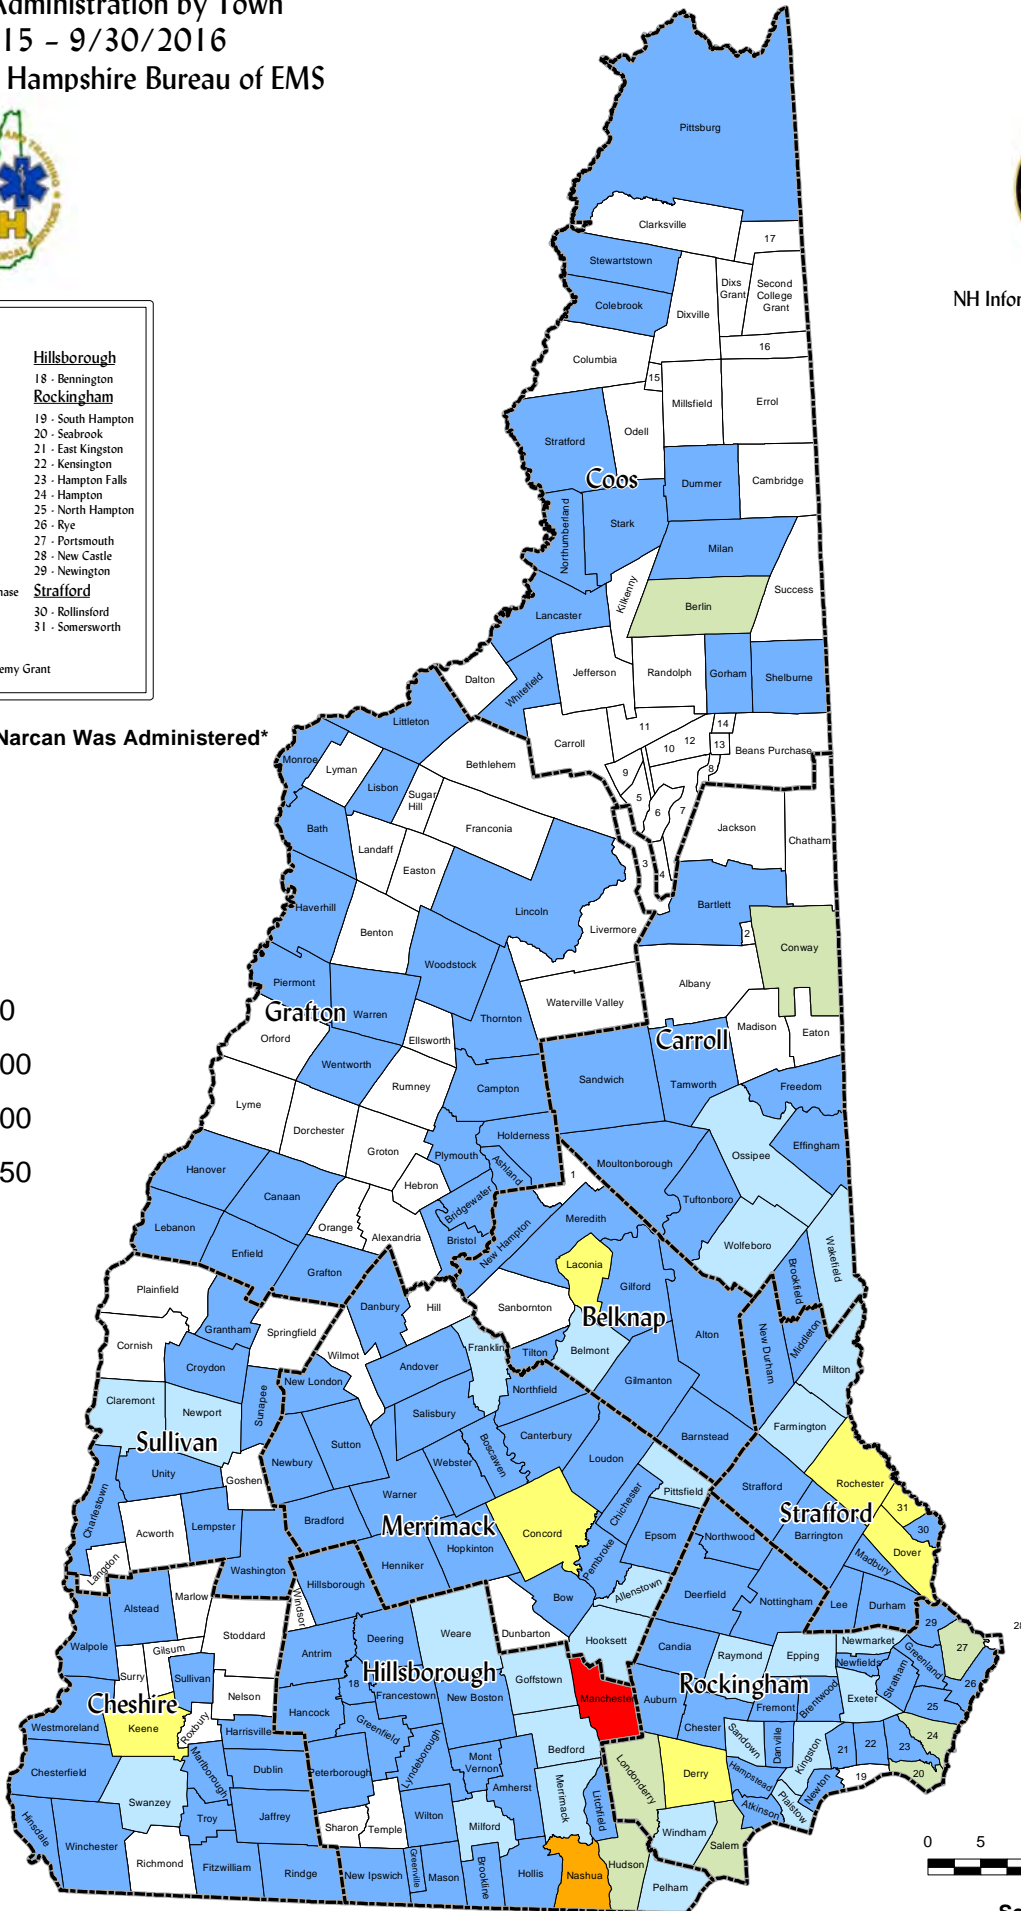 Administration by Town
15 - 9/30/2016
Hampshire Bureau of EMS
NH Infor
Hillsborough
18 - Bennington
Rockingham
19 - South Hampton
20 - Seabrook
21 - East Kingston
22 - Kensington
23 - Hampton Falls
24 - Hampton
25 - North Hampton
26 - Rye
27 - Portsmouth
28 - New Castle
29 - Newington
hase Strafford
30 - Rollinsford
31 - Somersworth
emy Grant
Narcan Was Administered*
0
00
00
50
Pittsburg
Clarksville
17
Stewartstown
Dixs
Grant
Second
College
Grant
Colebrook
Dixville
16
Columbia
15
Millsfield
Errol
Odell
Stratford
Coos
Dummer
Cambridge
Northumberland
Stark
Milan
Success
Kilkenny
Berlin
Lancaster
Dalton
Whitefield
Jefferson
Randolph
Gorham
Shelburne
Littleton
Carroll
11
14
10
12
13
Beans Purchase
Monroe
Lyman
Bethlehem
9
8
Lisbon
Sugar
Hill
5
6
7
Bath
Franconia
Jackson
Chatham
Landaff
Easton
3
4
Haverhill
Lincoln
Bartlett
Benton
Livermore
2
Conway
Woodstock
Piermont
Albany
Grafton
Warren
Waterville Valley
Thornton
Orford
Ellsworth
Carroll
Madison
Eaton
Wentworth
Rumney
Campton
Sandwich
Tamworth
Freedom
Lyme
Dorchester
Holderness
Groton
Plymouth
Ashland
Moultonborough
Ossipee
Effingham
Hanover
Hebron
1
Canaan
Bridgewater
Tuftonboro
Lebanon
Orange
Alexandria
Bristol
New Hampton
Meredith
Wolfeboro
Wakefield
Enfield
Grafton
Laconia
Gilford
Brookfield
Plainfield
Danbury
Hill
Sanbornton
Belknap
Grantham
Springfield
Alton
New Durham
Middleton
Cornish
Wilmot
Franklin
Tilton
Belmont
Milton
Croydon
Andover
New London
Gilmanton
Claremont
Newport
Sunapee
Northfield
Farmington
Salisbury
Sullivan
Sutton
Canterbury
Barnstead
Newbury
Webster
Boscawen
Loudon
Unity
Goshen
Rochester
Charlestown
Warner
Chichester
Pittsfield
Strafford
Strafford
31
Acworth
Lempster
Bradford
Merrimack
Concord
Epsom
Northwood
Barrington
30
Hopkinton
Dover
Langdon
Washington
Henniker
Pembroke
Madbury
Hillsborough
Bow
Allenstown
Deerfield
Nottingham
Lee
Durham
Alstead
Marlow
Windsor
Dunbarton
29
28
Walpole
Stoddard
Deering
Weare
Hooksett
Candia
Raymond
Epping
Newmarket
27
Gilsum
Antrim
Newfields
Greenland
Surry
Sullivan
Hillsborough
Goffstown
Rockingham
Stratham
26
Nelson
18
Francestown
New Boston
Manchester
Auburn
Fremont
Brentwood
Exeter
25
Cheshire
Hancock
Westmoreland
Keene
Roxbury
Harrisville
Greenfield
Chester
Sandown
Danville
Kingston
24
Lyndeborough
Bedford
21
22
23
Chesterfield
Marlborough
Dublin
Peterborough
Mont
Vernon
Londonderry
Derry
Hampstead
19
20
Swanzey
Amherst
Merrimack
Litchfield
Plaistow
Newton
Hinsdale
Troy
Jaffrey
Sharon
Temple
Wilton
Milford
Atkinson
Windham
Winchester
Salem
Richmond
Fitzwilliam
Rindge
New Ipswich
Greenville
Mason
Brookline
Hollis
Nashua
Hudson
Pelham
0 5
So